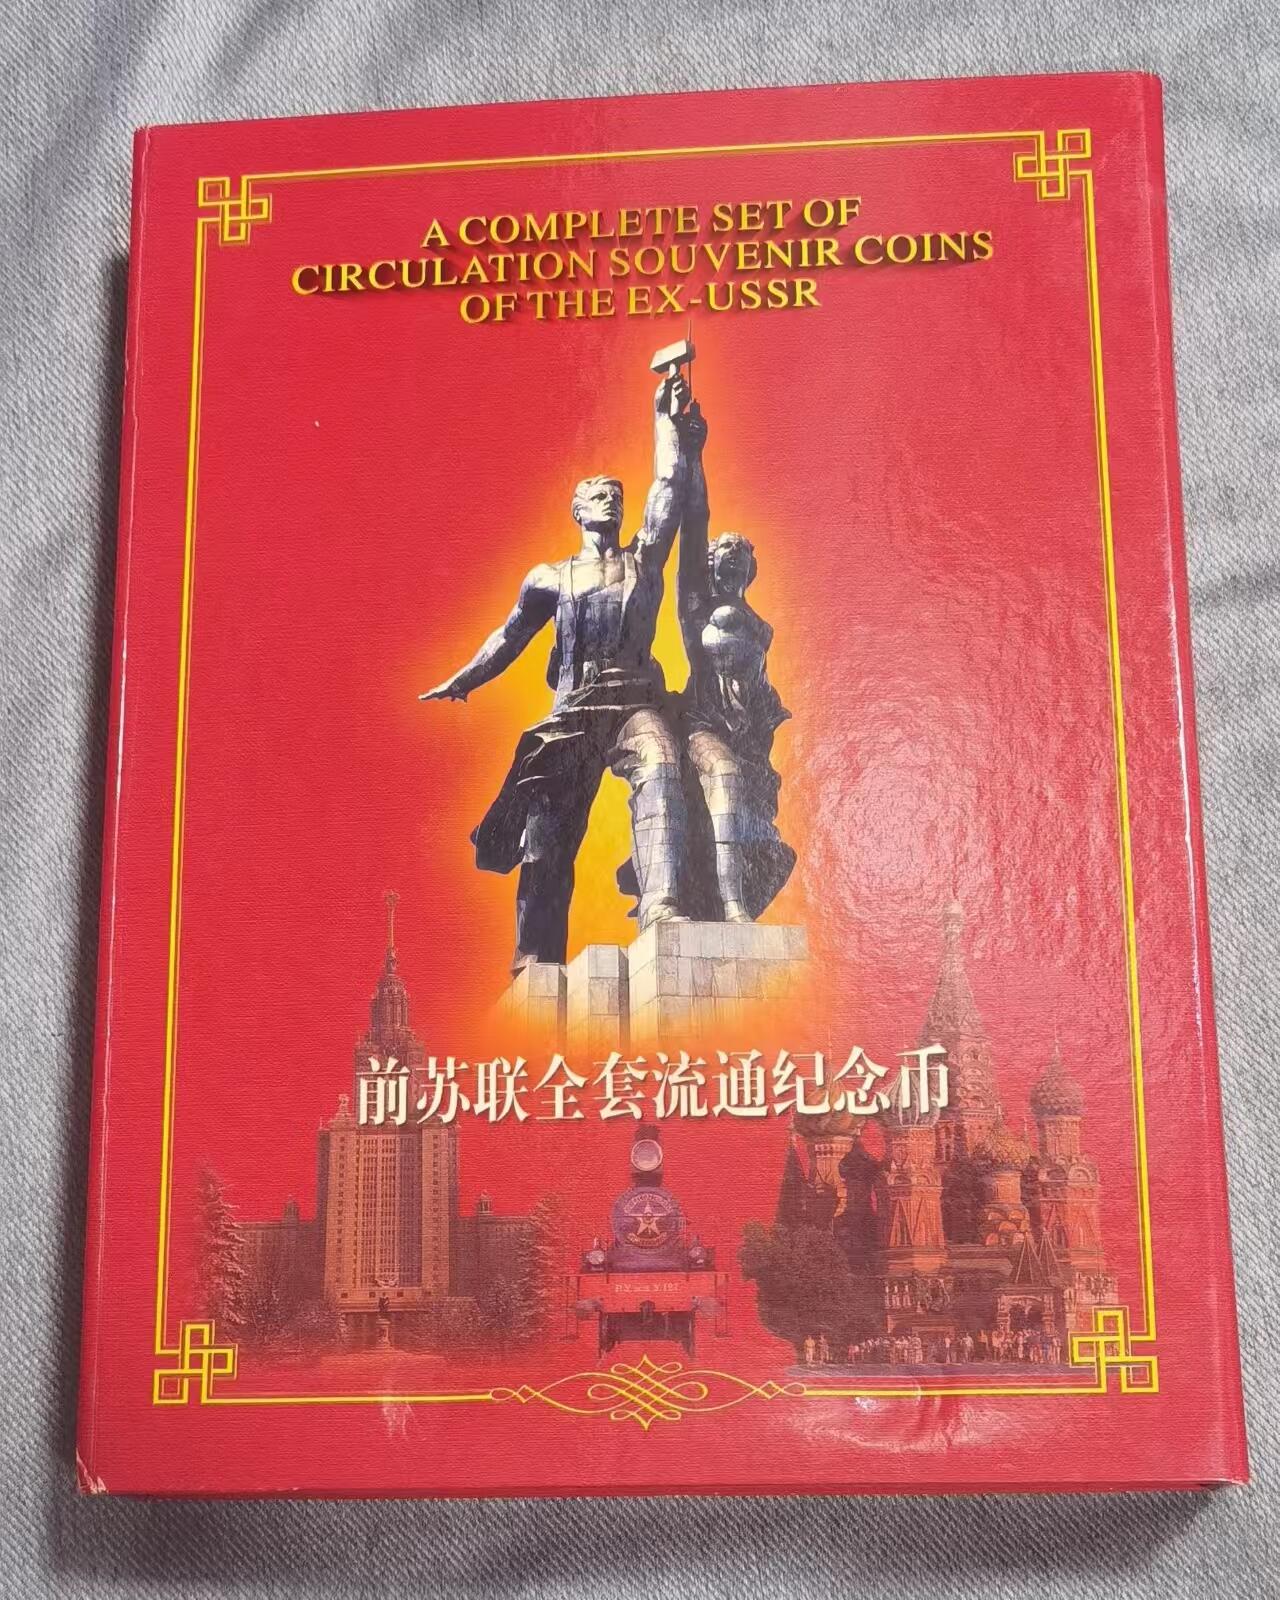 A COMPLETE SET OF
CIRCULATION SOUVENIR COINS
OF THE EX-USSR
前苏联全套流通纪念币